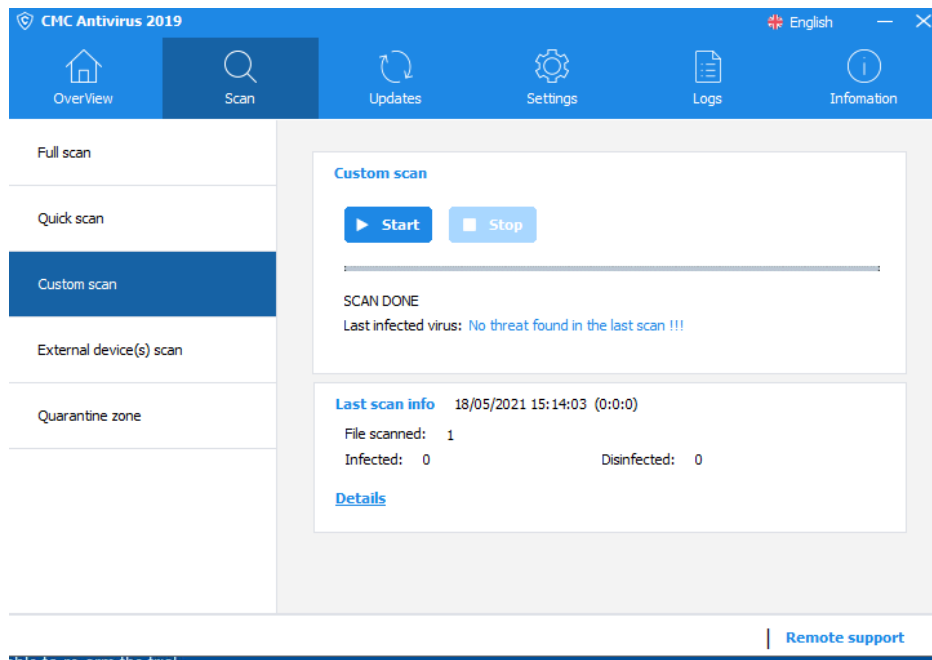 CMC Antivirus 2019
English
OverView
Scan
Updates
Settings
Logs
Infomation
Full scan
Quick scan
Custom scan
External device(s) scan
Quarantine zone
Custom scan
Start
Stop
SCAN DONE
Last infected virus: No threat found in the last scan !!!
Last scan info 18/05/2021 15:14:03 (0:0:0)
File scanned: 1
Infected: 0 Disinfected: 0
Details
Remote support